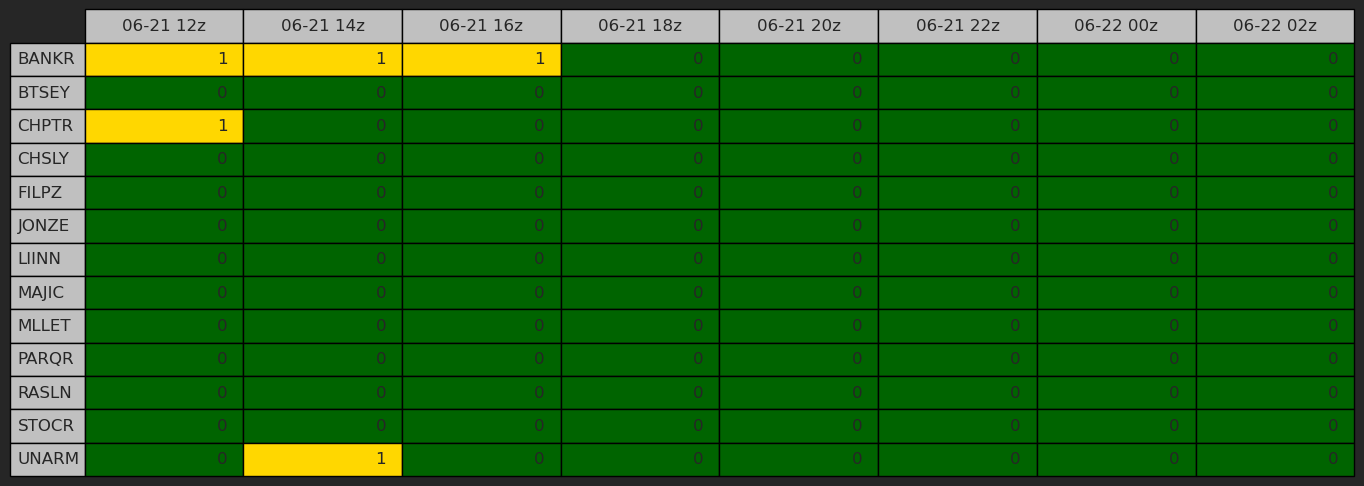 06-21 12z 06-21 14z 06-21 16z 06-21 18z 06-21 20z 06-21 22z 06-22 00z 06-22 02z
BANKR 1 1 1 0 0 0 0 0
BTSEY 0 0 0 0 0 0 0 0
CHPTR 1 0 0 0 0 0 0 0
CHSLY 0 0 0 0 0 0 0 0
FILPZ 0 0 0 0 0 0 0 0
JONZE 0 0 0 0 0 0 0 0
LIINN 0 0 0 0 0 0 0 0
MAJIC 0 0 0 0 0 0 0 0
MLLET 0 0 0 0 0 0 0 0
PARQR 0 0 0 0 0 0 0 0
RASLN 0 0 0 0 0 0 0 0
STOCR 0 0 0 0 0 0 0 0
UNARM 0 1 0 0 0 0 0 0